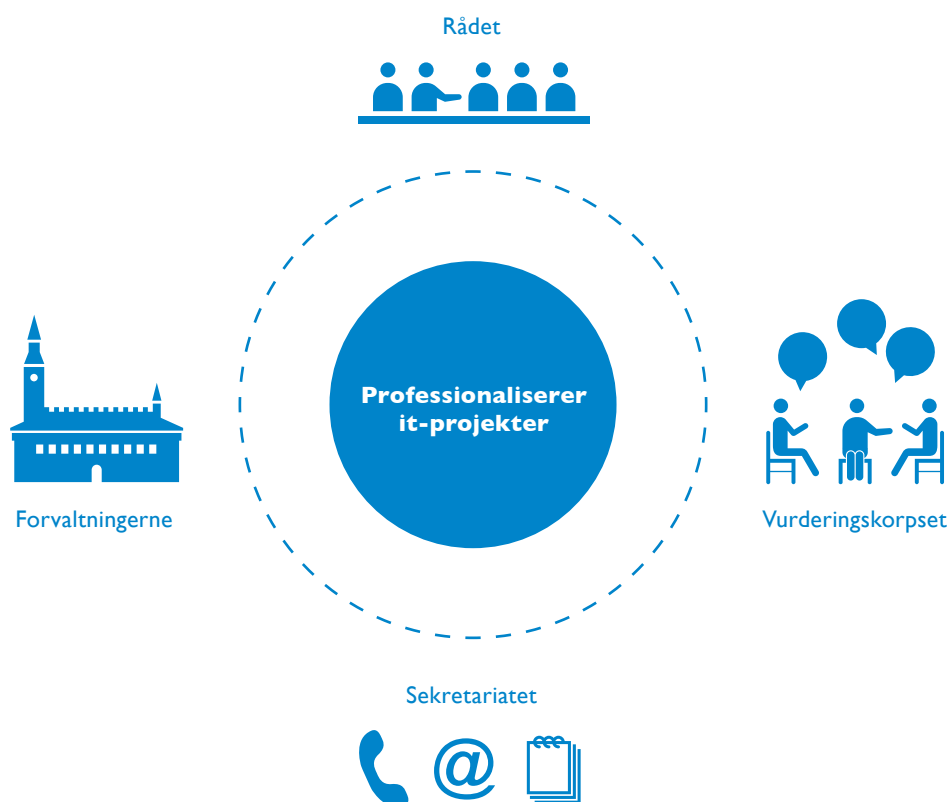 Rådet
Professionaliserer
it-projekter
Forvaltningerne
Vurderingskorpset
Sekretariatet
@